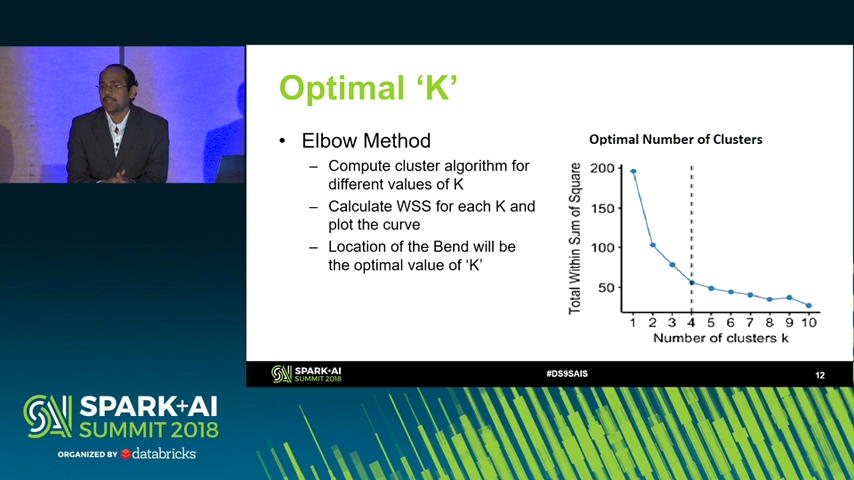 Optimal ‘K’
• Elbow Method
– Compute cluster algorithm for
different values of K
– Calculate WSS for each K and
plot the curve
– Location of the Bend will be
the optimal value of ‘K’
Optimal Number of Clusters
Total Within Sum of Square
200
150
100
50
1 2 3 4 5 6 7 8 9 10
Number of clusters k
SPARK+AI
SUMMIT 2018
#DS9SAIS
12
SPARK+AI
SUMMIT 2018
ORGANIZED BY databricks